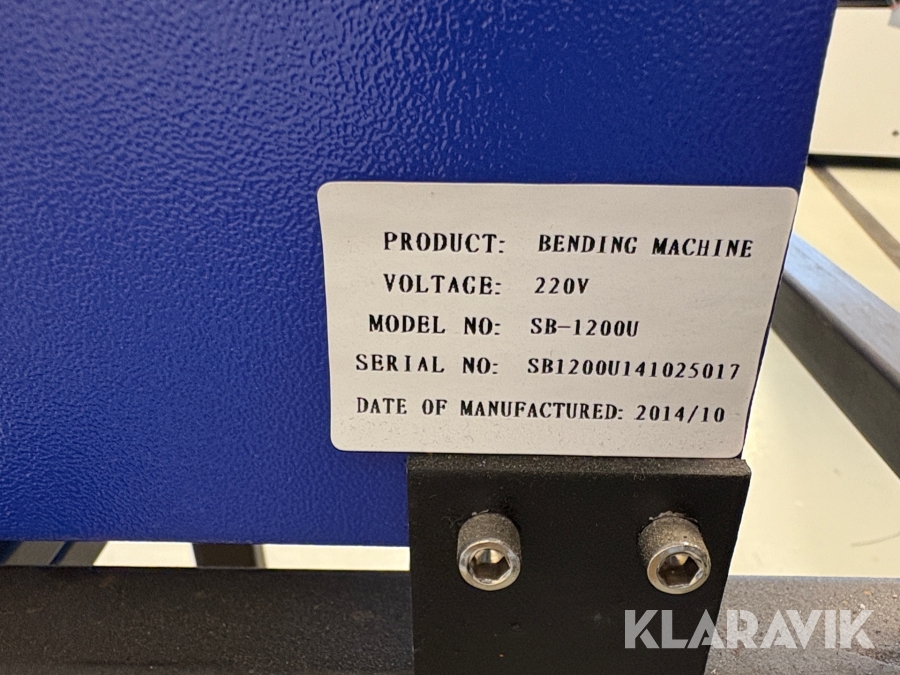 PRODUCT: BENDING MACHINE
VOLTAGE: 220V
MODEL NO: SB-1200U
SERIAL NO: SB1200U141025017
DATE OF MANUFACTURED: 2014/10
KLARAVIK